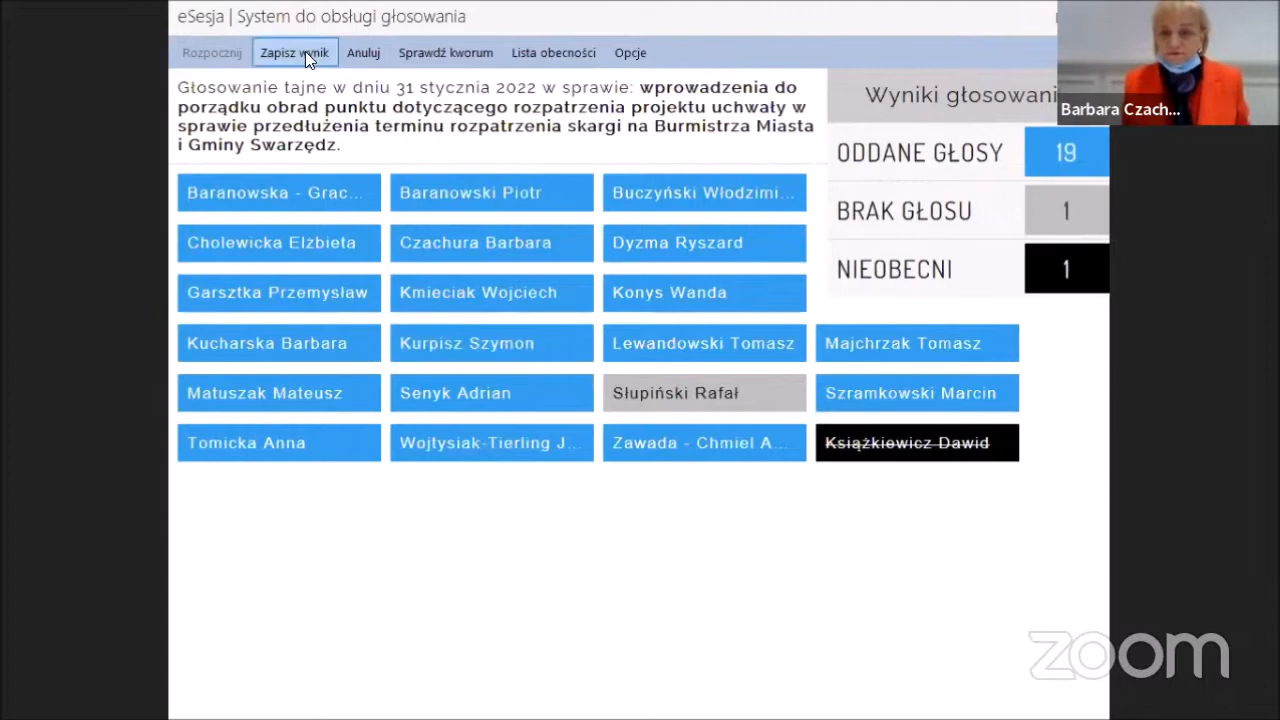 eSesja | System do obsługi głosowania
Rozpocznij Zapisz wynik Anuluj Sprawdź kworum Lista obecności Opcje
Głosowanie tajne w dniu 31 stycznia 2022 w sprawie: wprowadzenia do
porządku obrad punktu dotyczącego rozpatrzenia projektu uchwały w
sprawie przedłużenia terminu rozpatrzenia skargi na Burmistrza Miasta
i Gminy Swarzędz.
Wyniki głosowani
Barbara Czach...
ODDANE GŁOSY 19
BRAK GŁOSU 1
NIEOBECNI 1
Baranowska - Grac... Baranowski Piotr Buczyński Włodzimi...
Cholewicka Elżbieta Czachura Barbara Dyzma Ryszard
Garsztka Przemysław Kmieciak Wojciech Konys Wanda
Kucharska Barbara Kurpisz Szymon Lewandowski Tomasz Majchrzak Tomasz
Matuszak Mateusz Senyk Adrian Słupiński Rafał Szramkowski Marcin
Tomicka Anna Wojtysiak-Tierling J... Zawada - Chmiel A... Książkiewicz Dawid
zoom